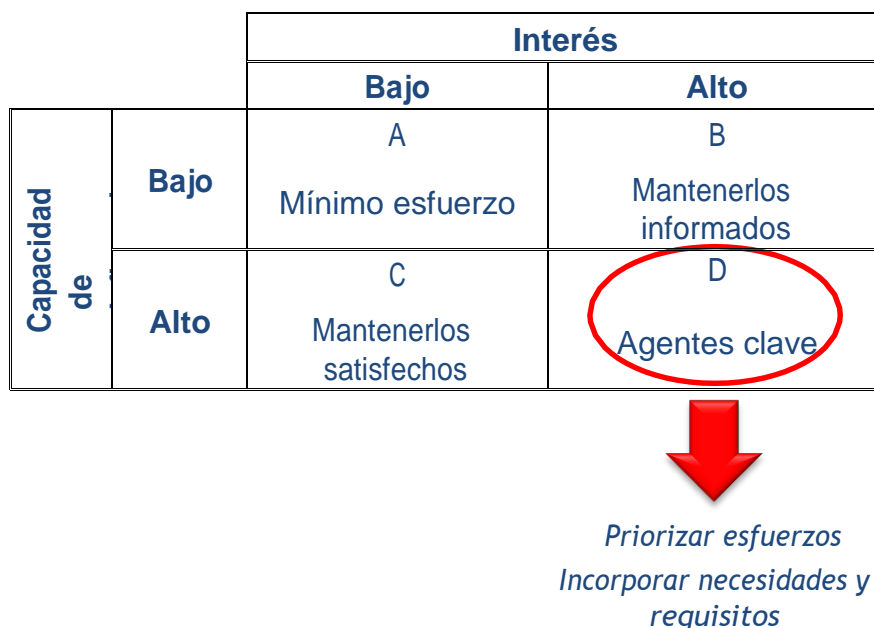 Interés
Bajo
Alto
Capacidad
de
Bajo
A
Mínimo esfuerzo
B
Mantenerlos
informados
Alto
C
Mantenerlos
satisfechos
D
Agentes clave
Priorizar esfuerzos
Incorporar necesidades y
requisitos